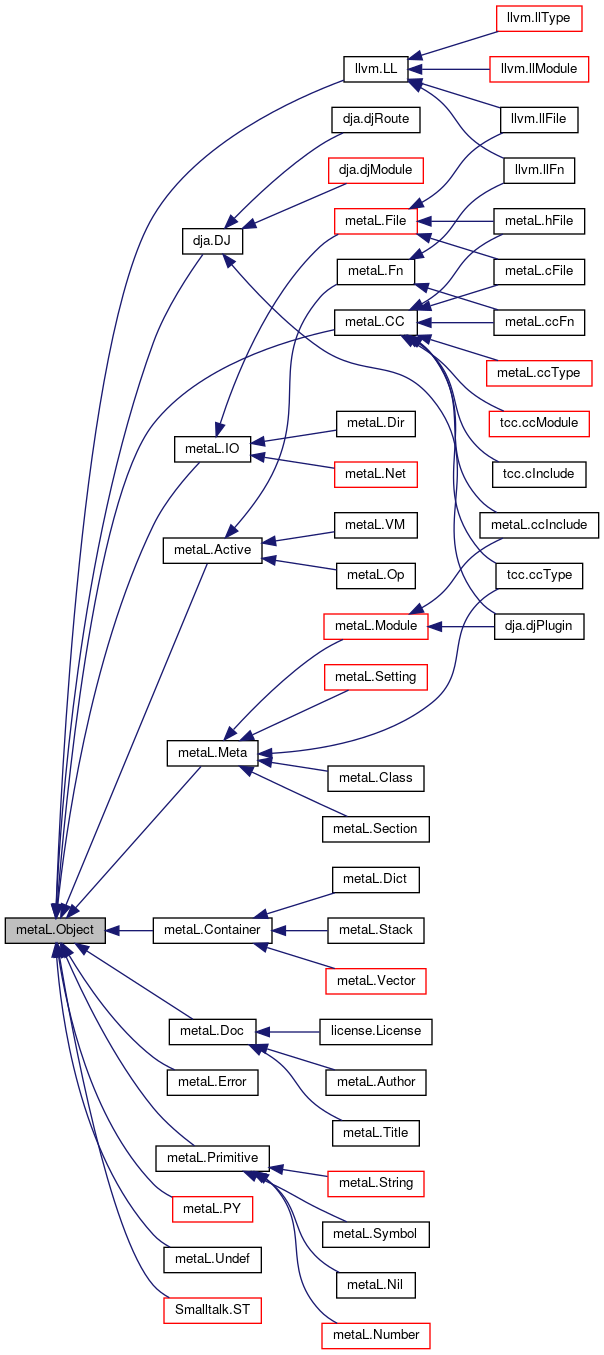 llvm.llType
llvm.LL
llvm.llModule
dja.djRoute
llvm.llFile
dja.djModule
llvm.llFn
metaL.File
metaL.hFile
dja.DJ
metaL.Fn
metaL.cFile
metaL.CC
metaL.ccFn
metaL.ccType
metaL.Dir
tcc.ccModule
metaL.IO
metaL.Net
tcc.cInclude
metaL.VM
metaL.ccInclude
metaL.Active
metaL.Op
tcc.ccType
metaL.Module
dja.djPlugin
metaL.Setting
metaL.Meta
metaL.Class
metaL.Section
metaL.Dict
metaL.Object
metaL.Container
metaL.Stack
metaL.Vector
metaL.Doc
license.License
metaL.Error
metaL.Author
metaL.Title
metaL.Primitive
metaL.String
metaL.PY
metaL.Symbol
metaL.Undef
metaL.Nil
Smalltalk.ST
metaL.Number